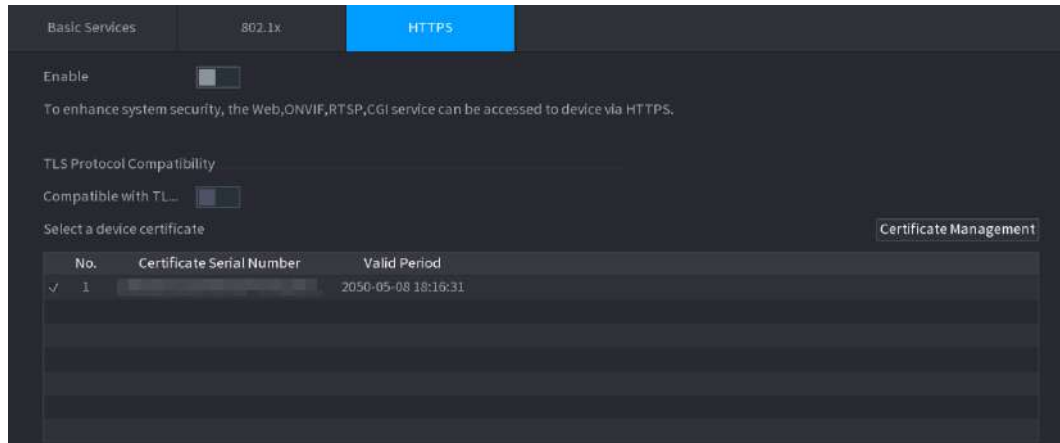 Basic Services 802.1x HTTPS
Enable
To enhance system security, the Web,ONVIF,RTSP,CGI service can be accessed to device via HTTPS.
TLS Protocol Compatibility
Compatible with TL...
Select a device certificate Certificate Management
No. Certificate Serial Number Valid Period
1 2050-05-08 18:16:31